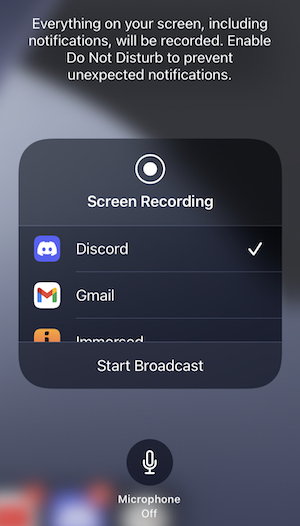 Everything on your screen, including
notifications, will be recorded. Enable
Do Not Disturb to prevent
unexpected notifications.
Screen Recording
Discord
Gmail
Immersed
Start Broadcast
Microphone
Off